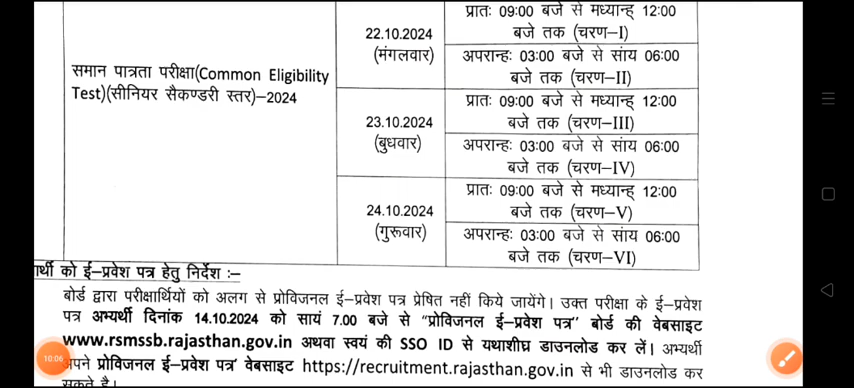 समान पात्रता परीक्षा(Common Eligibility
Test)(सीनियर सैकण्डरी स्तर)–2024
22.10.2024
(मंगलवार)
प्रातः 09:00 बजे से मध्यान्ह 12:00
बजे तक (चरण–I)
अपरान्हः 03:00 बजे से सांय 06:00
बजे तक (चरण–II)
23.10.2024
(बुधवार)
प्रातः 09:00 बजे से मध्यान्ह 12:00
बजे तक (चरण–III)
अपरान्हः 03:00 बजे से सांय 06:00
बजे तक (चरण–IV)
24.10.2024
(गुरूवार)
प्रातः 09:00 बजे से मध्यान्ह 12:00
बजे तक (चरण–V)
अपरान्हः 03:00 बजे से सांय 06:00
बजे तक (चरण–VI)
को ई–प्रवेश पत्र हेतु निर्देश :–
बोर्ड द्वारा परीक्षार्थियों को अलग से प्रोविजनल ई–प्रवेश पत्र प्रेषित नहीं किये जायेंगे। उक्त परीक्षा के ई–प्रवेश
पत्र अभ्यर्थी दिनांक 14.10.2024 को सायं 7.00 बजे से “प्रोविजनल ई–प्रवेश पत्र” बोर्ड की वेबसाइट
www.rsmssb.rajasthan.gov.in अथवा स्वयं की SSO ID से यथाशीघ्र डाउनलोड कर लें। अभ्यर्थी
अपने प्रोविजनल ई–प्रवेश पत्र’ वेबसाइट https://recruitment.rajasthan.gov.in से भी डाउनलोड कर
सकते है।
10:06